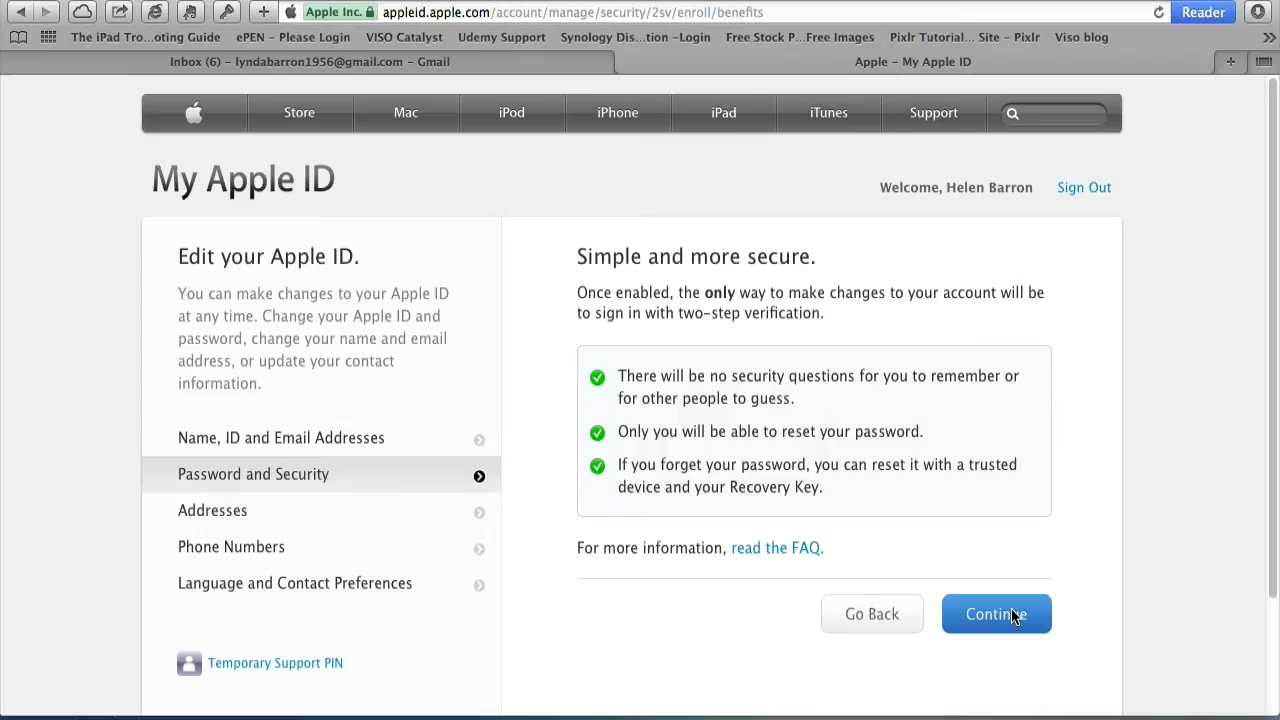 Apple Inc. appleid.apple.com/account/manage/security/2sv/enroll/benefits Reader
The iPad Tro...oting Guide ePEN – Please Login VISO Catalyst Udemy Support Synology Dis...tion –Login Free Stock P...Free Images Pixlr Tutorial... Site – Pixlr Viso blog
Inbox (6) – lyndabarron1956@gmail.com – Gmail Apple – My Apple ID
Store Mac iPod iPhone iPad iTunes Support
My Apple ID
Welcome, Helen Barron Sign Out
Edit your Apple ID.
You can make changes to your Apple ID
at any time. Change your Apple ID and
password, change your name and email
address, or update your contact
information.
Name, ID and Email Addresses
Password and Security
Addresses
Phone Numbers
Language and Contact Preferences
Temporary Support PIN
Simple and more secure.
Once enabled, the only way to make changes to your account will be
to sign in with two-step verification.
There will be no security questions for you to remember or
for other people to guess.
Only you will be able to reset your password.
If you forget your password, you can reset it with a trusted
device and your Recovery Key.
For more information, read the FAQ.
Go Back Continue